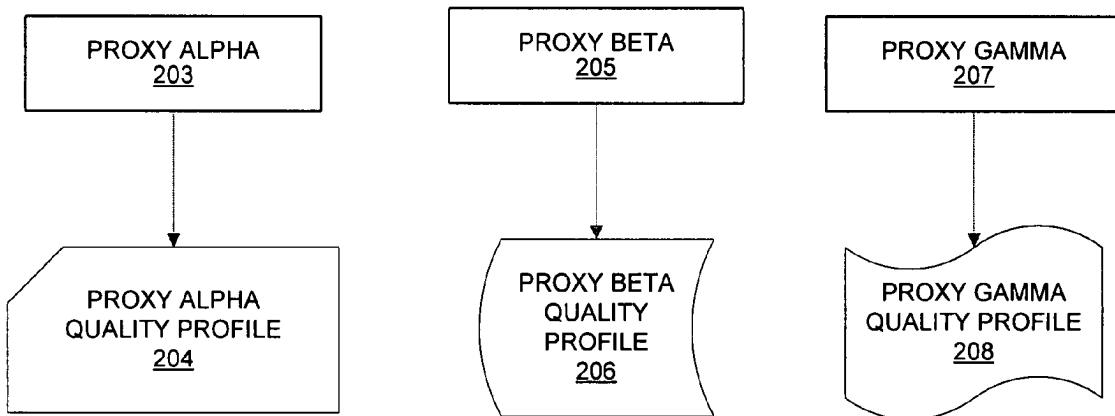 PROXY ALPHA
203
PROXY BETA
205
PROXY GAMMA
207
PROXY ALPHA
QUALITY PROFILE
204
PROXY BETA
QUALITY
PROFILE
206
PROXY GAMMA
QUALITY PROFILE
208